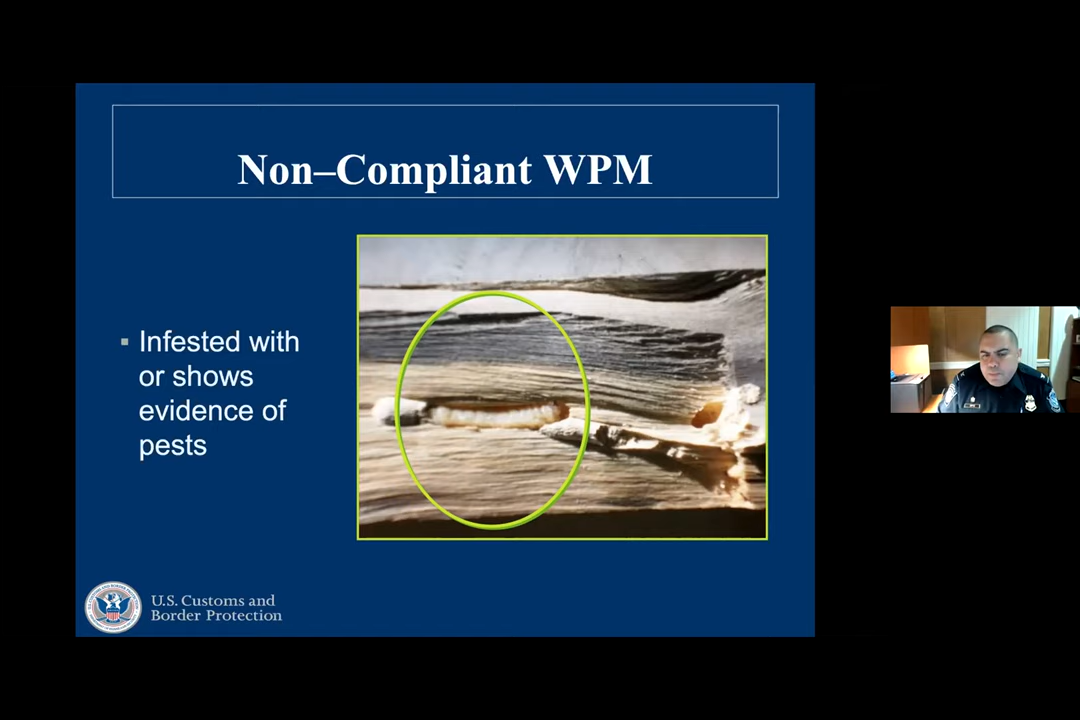 Non–Compliant WPM
▪ Infested with
or shows
evidence of
pests
U.S. Customs and
Border Protection